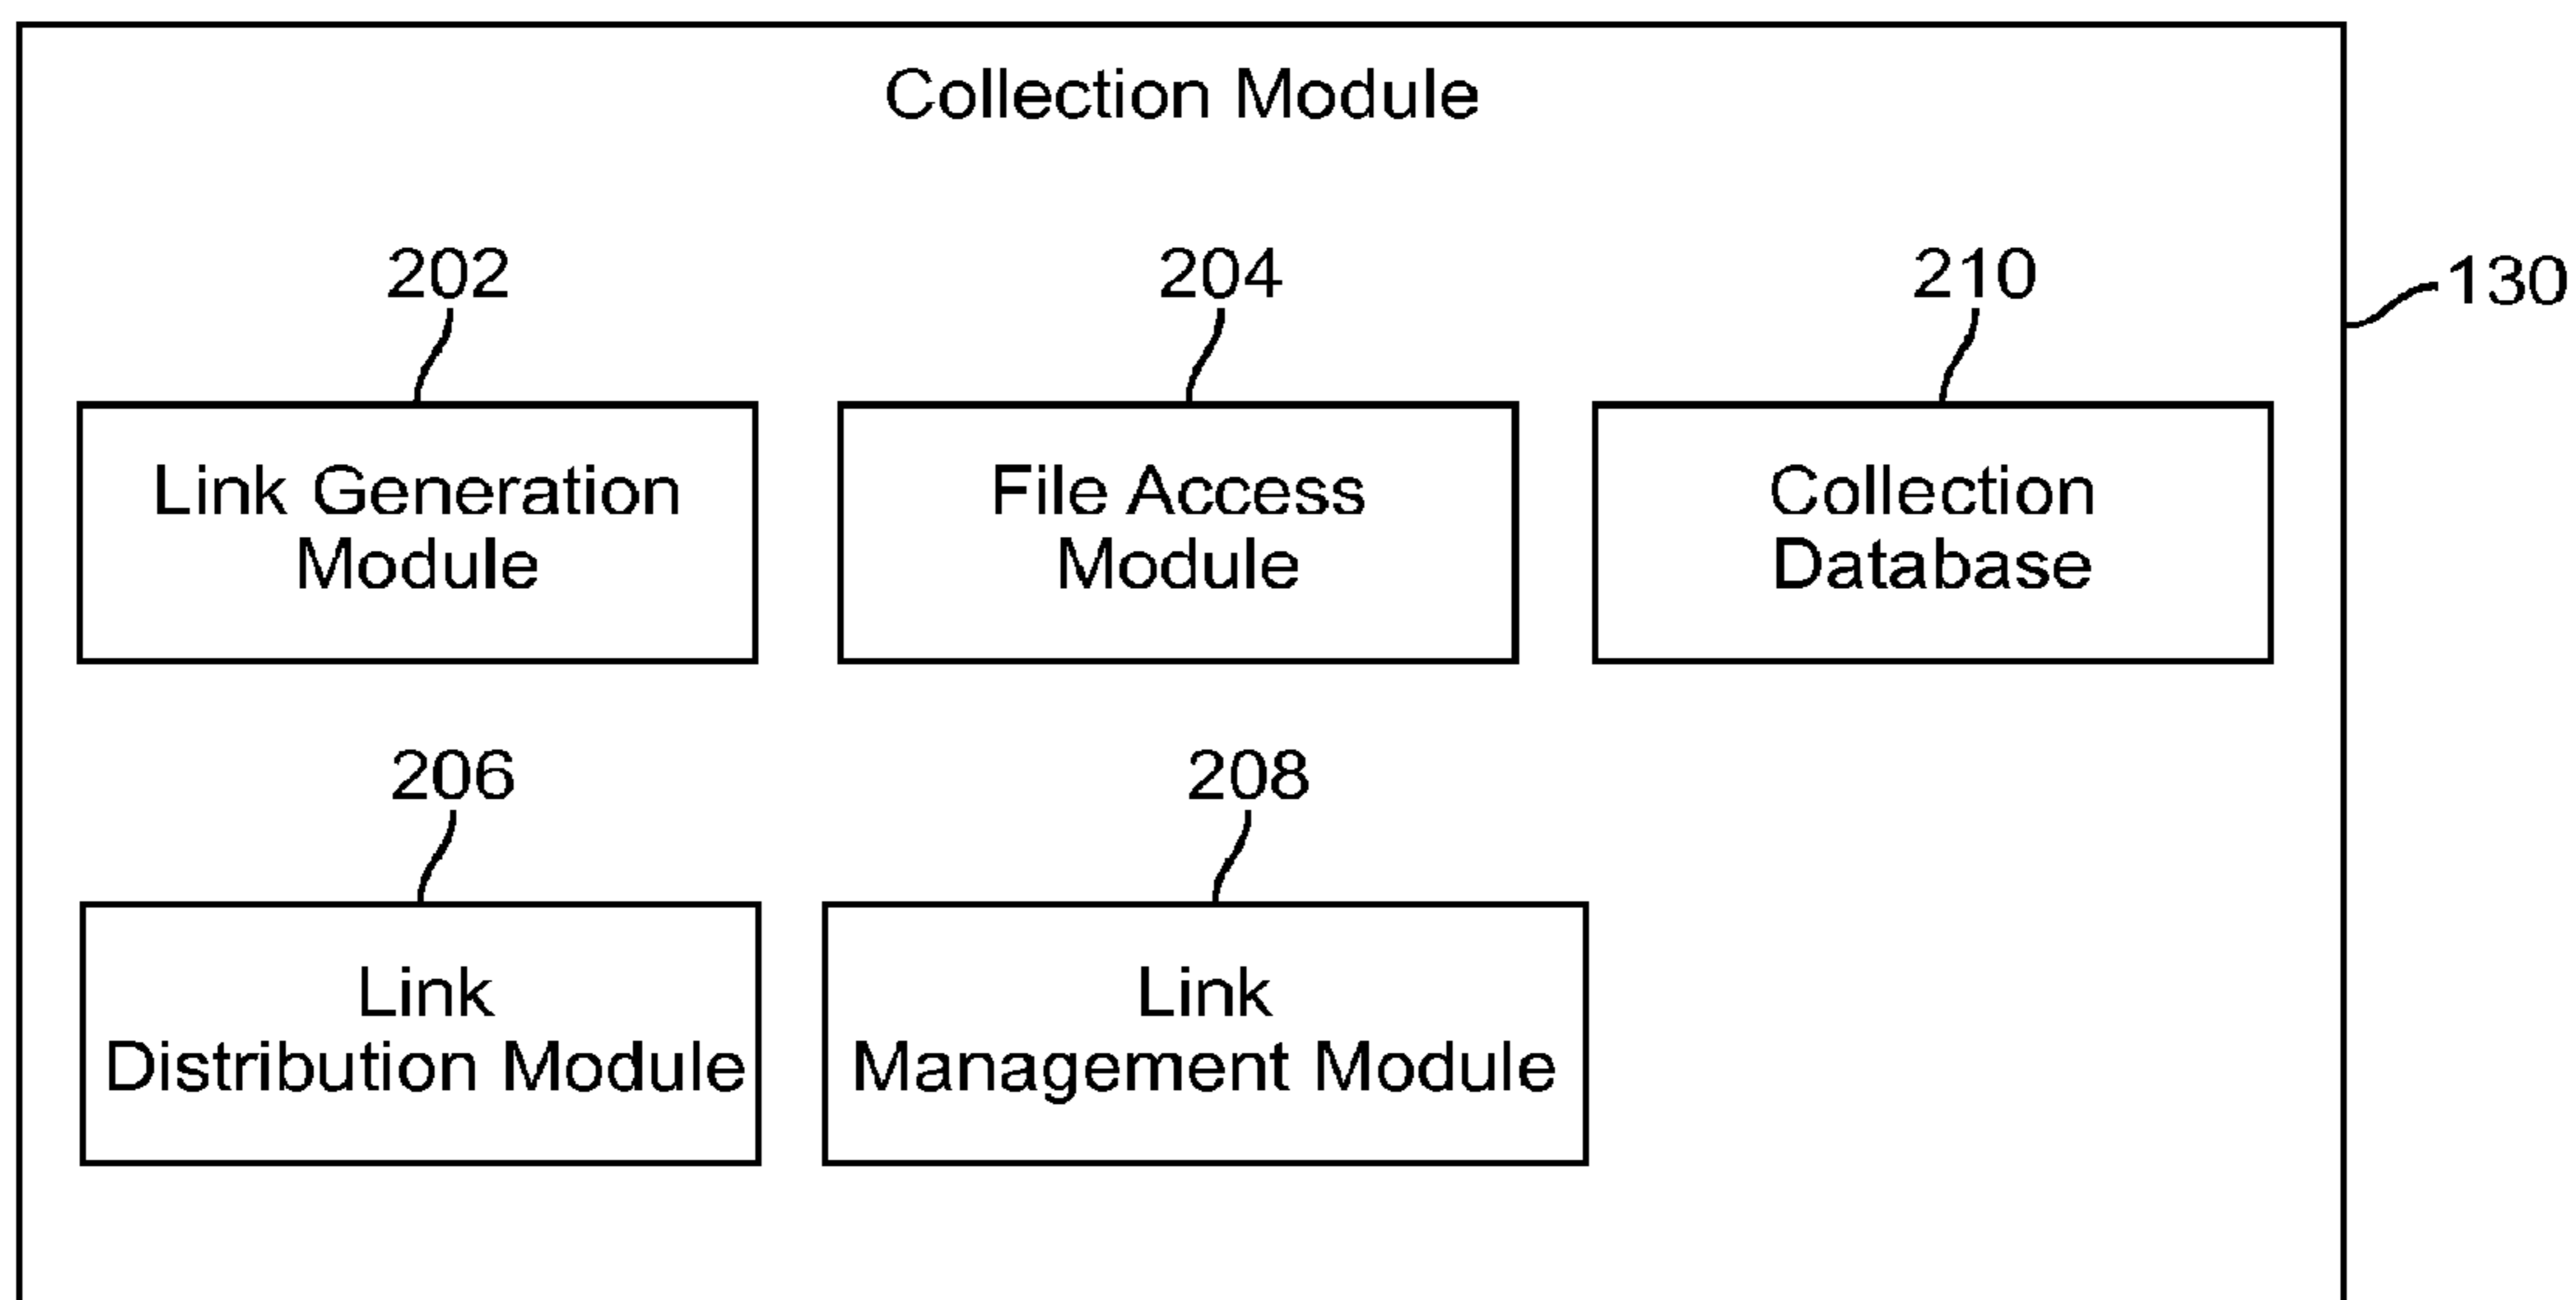 Collection Module
202
204
210
130
Link Generation
Module
File Access
Module
Collection
Database
206
208
Link
Distribution Module
Link
Management Module